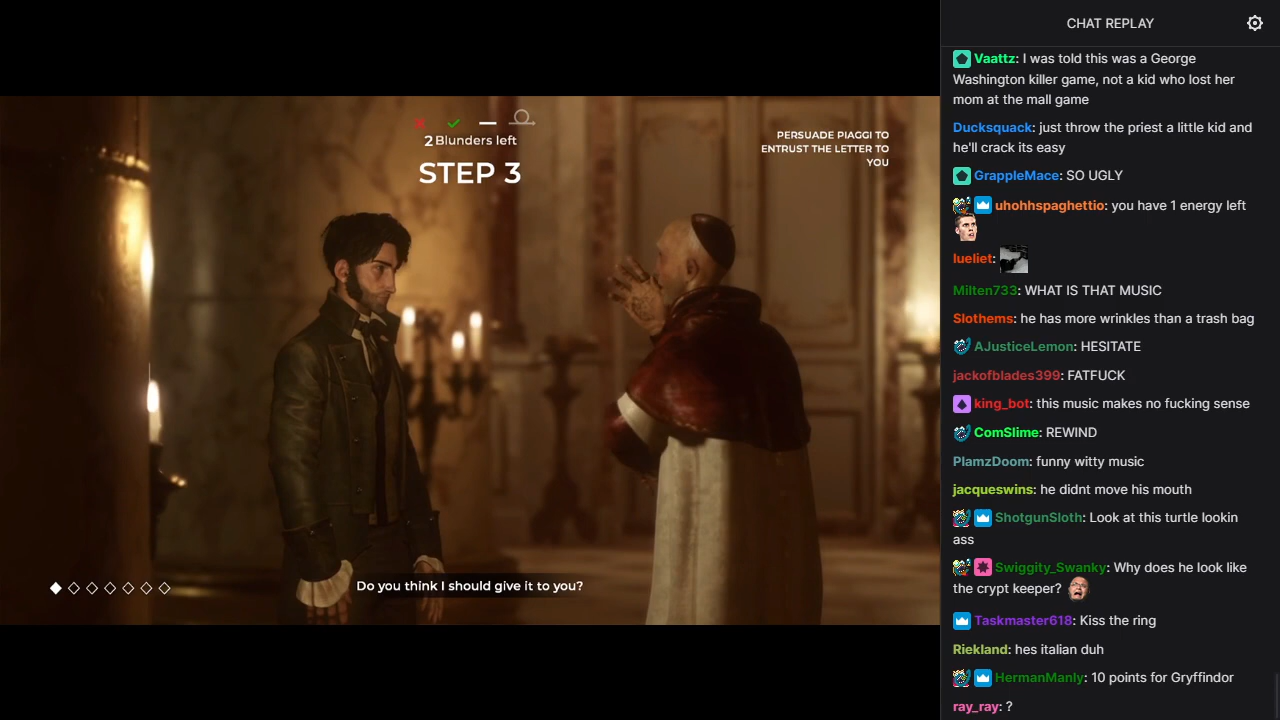 2 Blunders left
STEP 3
PERSUADE PIAGGI TO
ENTRUST THE LETTER TO
YOU
Do you think I should give it to you?
CHAT REPLAY
Vaattz: I was told this was a George
Washington killer game, not a kid who lost her
mom at the mall game
Ducksquack: just throw the priest a little kid and
he'll crack its easy
GrappleMace: SO UGLY
uhohhspaghettio: you have 1 energy left
lueliet:
Milten733: WHAT IS THAT MUSIC
Slothems: he has more wrinkles than a trash bag
AJusticeLemon: HESITATE
jackofblades399: FATFUCK
king_bot: this music makes no fucking sense
ComSlime: REWIND
PlamzDoom: funny witty music
jacqueswins: he didnt move his mouth
ShotgunSloth: Look at this turtle lookin
ass
Swiggity_Swanky: Why does he look like
the crypt keeper?
Taskmaster618: Kiss the ring
Riekland: hes italian duh
HermanManly: 10 points for Gryffindor
ray_ray: ?